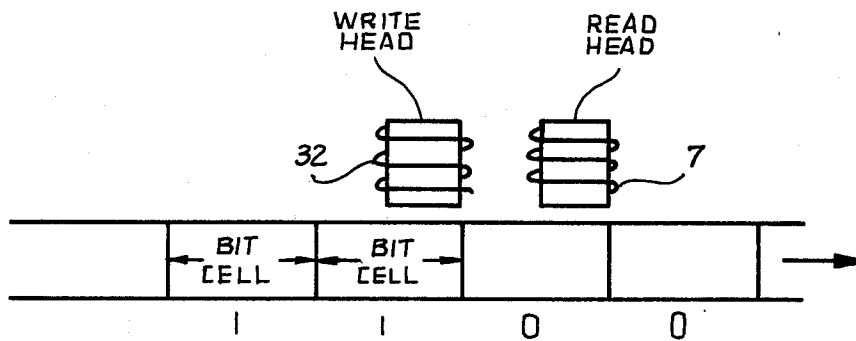 WRITE
HEAD
READ
HEAD
32
7
BIT
CELL
BIT
CELL
1 1 0 0